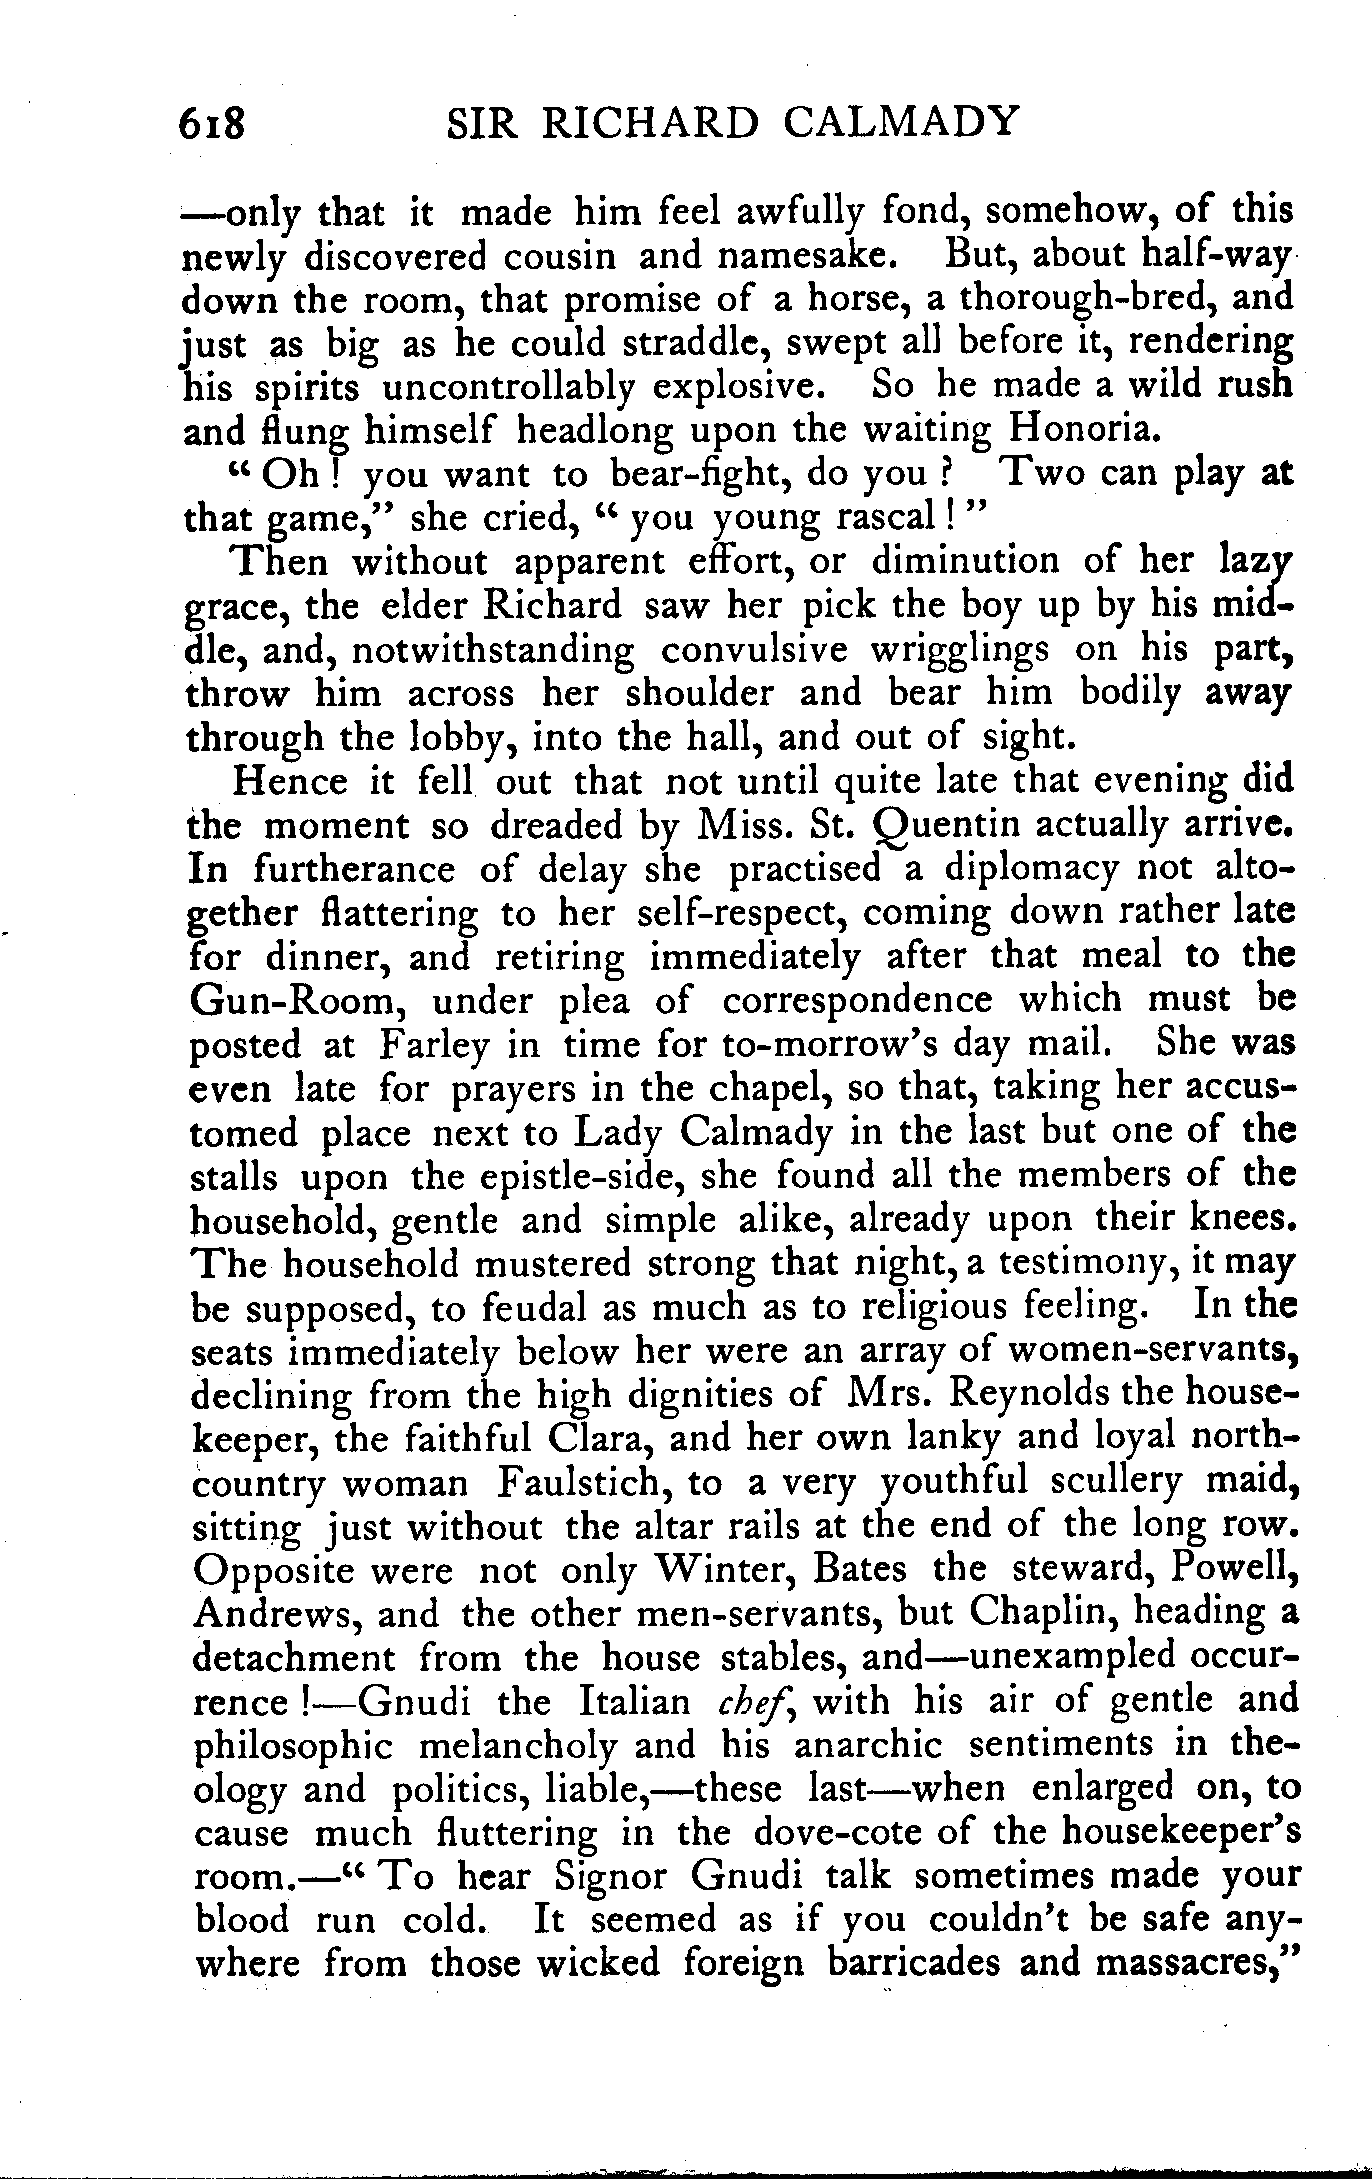 618 SIR RICHARD CALMADY
—only that it made him feel awfully fond, somehow, of this
newly discovered cousin and namesake. But, about half-way
down the room, that promise of a horse, a thorough-bred, and
just as big as he could straddle, swept all before it, rendering
his spirits uncontrollably explosive. So he made a wild rush
and flung himself headlong upon the waiting Honoria.
“ Oh ! you want to bear-fight, do you ? Two can play at
that game,” she cried, “ you young rascal ! ”
Then without apparent effort, or diminution of her lazy
grace, the elder Richard saw her pick the boy up by his mid-
dle, and, notwithstanding convulsive wrigglings on his part,
throw him across her shoulder and bear him bodily away
through the lobby, into the hall, and out of sight.
Hence it fell out that not until quite late that evening did
the moment so dreaded by Miss. St. Quentin actually arrive.
In furtherance of delay she practised a diplomacy not alto-
gether flattering to her self-respect, coming down rather late
for dinner, and retiring immediately after that meal to the
Gun-Room, under plea of correspondence which must be
posted at Farley in time for to-morrow’s day mail. She was
even late for prayers in the chapel, so that, taking her accus-
tomed place next to Lady Calmady in the last but one of the
stalls upon the epistle-side, she found all the members of the
household, gentle and simple alike, already upon their knees.
The household mustered strong that night, a testimony, it may
be supposed, to feudal as much as to religious feeling. In the
seats immediately below her were an array of women-servants,
declining from the high dignities of Mrs. Reynolds the house-
keeper, the faithful Clara, and her own lanky and loyal north-
country woman Faulstich, to a very youthful scullery maid,
sitting just without the altar rails at the end of the long row.
Opposite were not only Winter, Bates the steward, Powell,
Andrews, and the other men-servants, but Chaplin, heading a
detachment from the house stables, and—unexampled occur-
rence !—Gnudi the Italian chef, with his air of gentle and
philosophic melancholy and his anarchic sentiments in the-
ology and politics, liable,—these last—when enlarged on, to
cause much fluttering in the dove-cote of the housekeeper’s
room.—“ To hear Signor Gnudi talk sometimes made your
blood run cold. It seemed as if you couldn’t be safe any-
where from those wicked foreign barricades and massacres,”